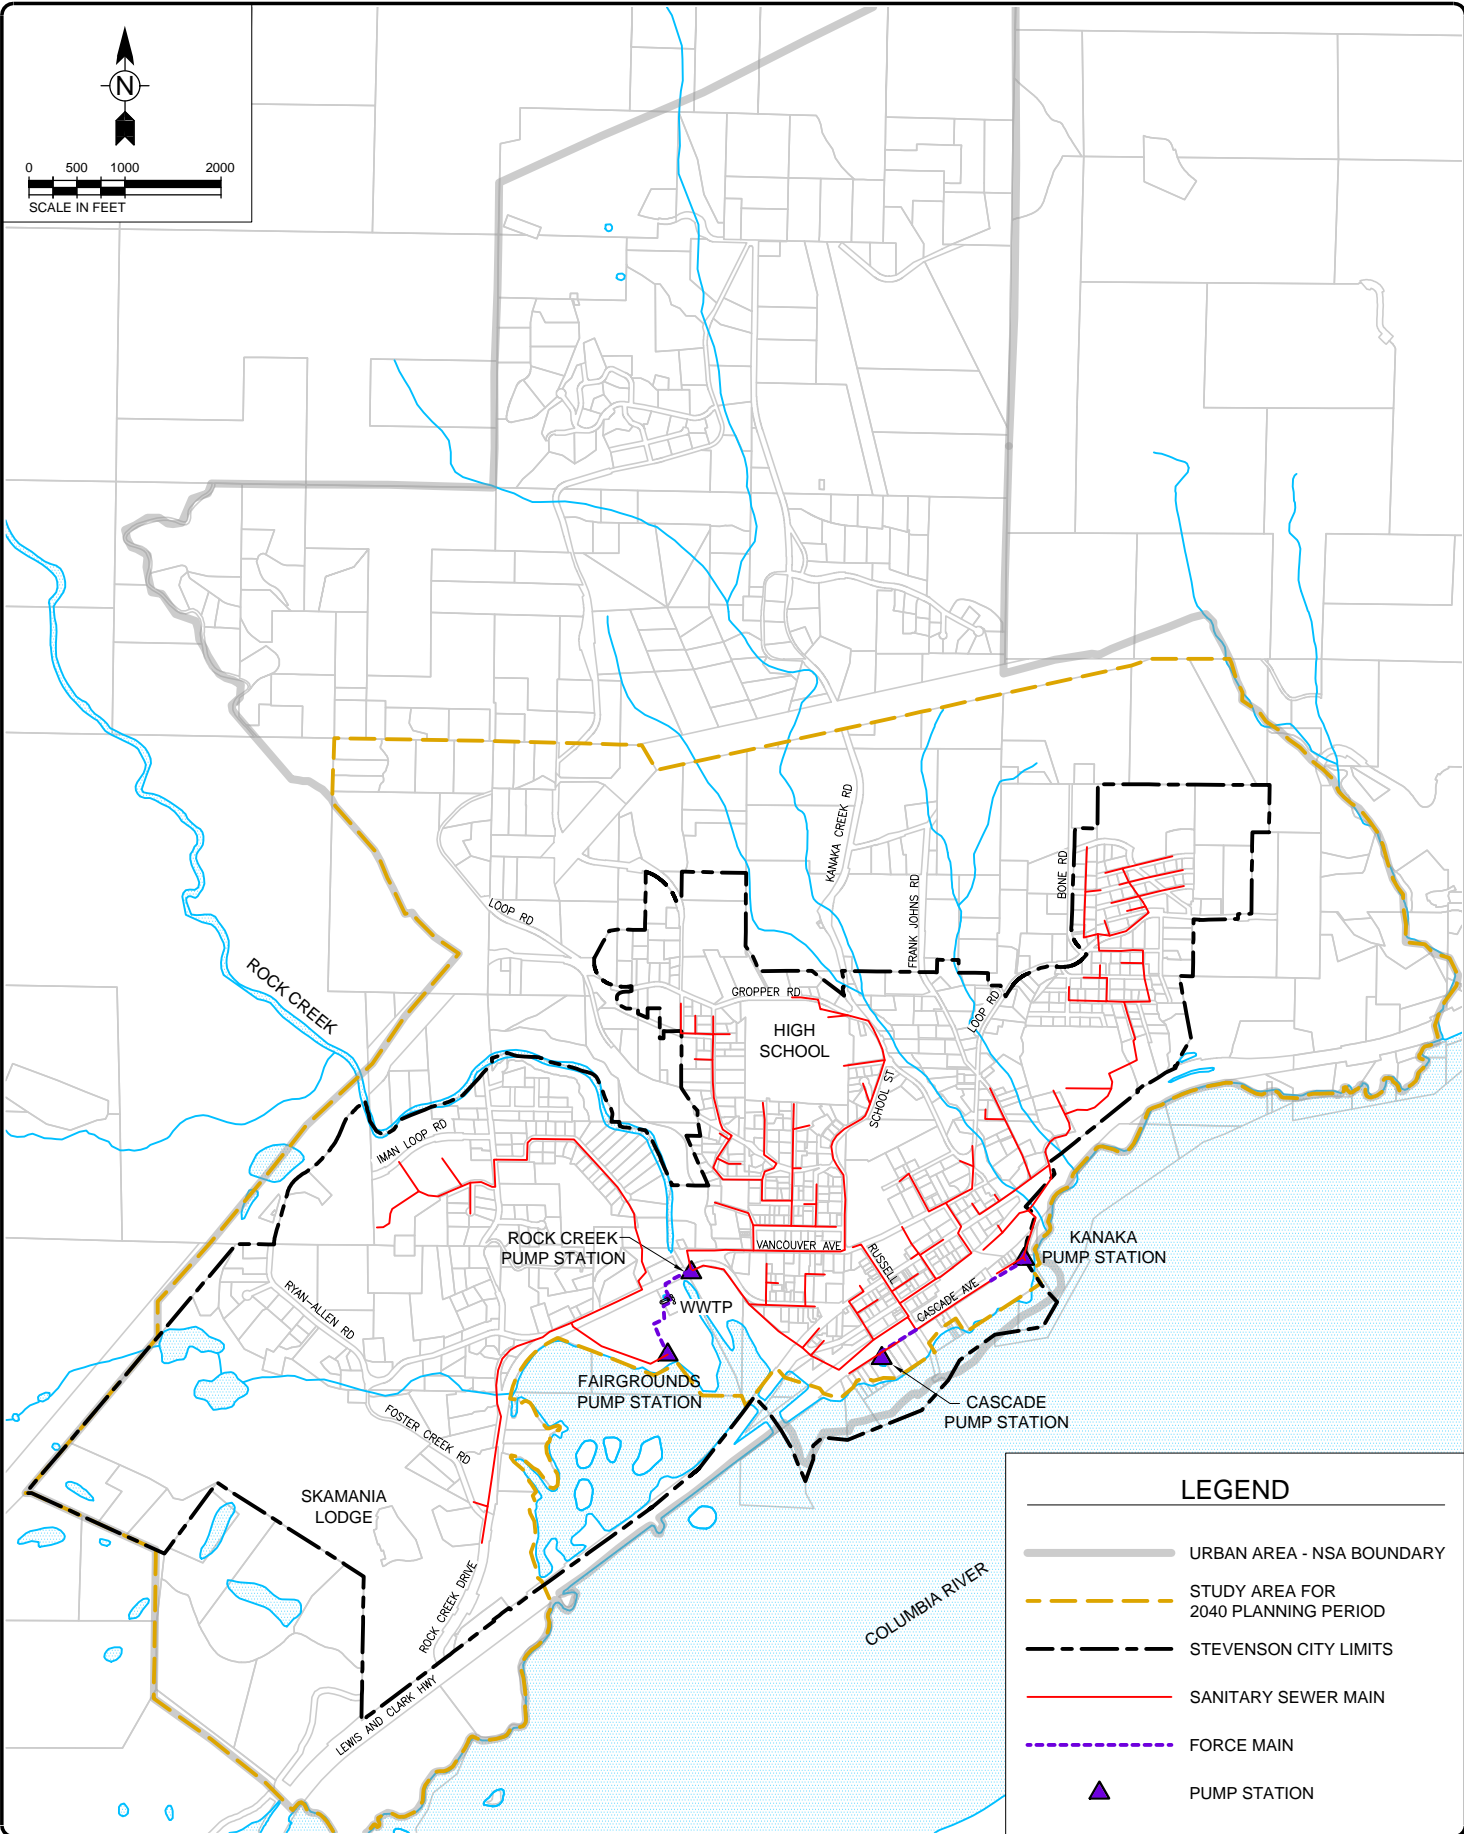 N
0 500 1000 2000
SCALE IN FEET
KANAKA CREEK RD
FRANK JOHNS RD
BONE RD
LOOP RD
ROCK CREEK
GROPPER RD
LOOP RD
HIGH
SCHOOL
SCHOOL ST
IMAN LOOP RD
ROCK CREEK
PUMP STATION
VANCOUVER AVE
RUSSELL
KANAKA
PUMP STATION
CASCADE AVE
RYAN-ALLEN RD
WWTP
FAIRGROUNDS
PUMP STATION
CASCADE
PUMP STATION
FOSTER CREEK RD
SKAMANIA
LODGE
ROCK CREEK DRIVE
COLUMBIA RIVER
LEWIS AND CLARK HWY
LEGEND
URBAN AREA - NSA BOUNDARY
STUDY AREA FOR
2040 PLANNING PERIOD
STEVENSON CITY LIMITS
SANITARY SEWER MAIN
FORCE MAIN
PUMP STATION